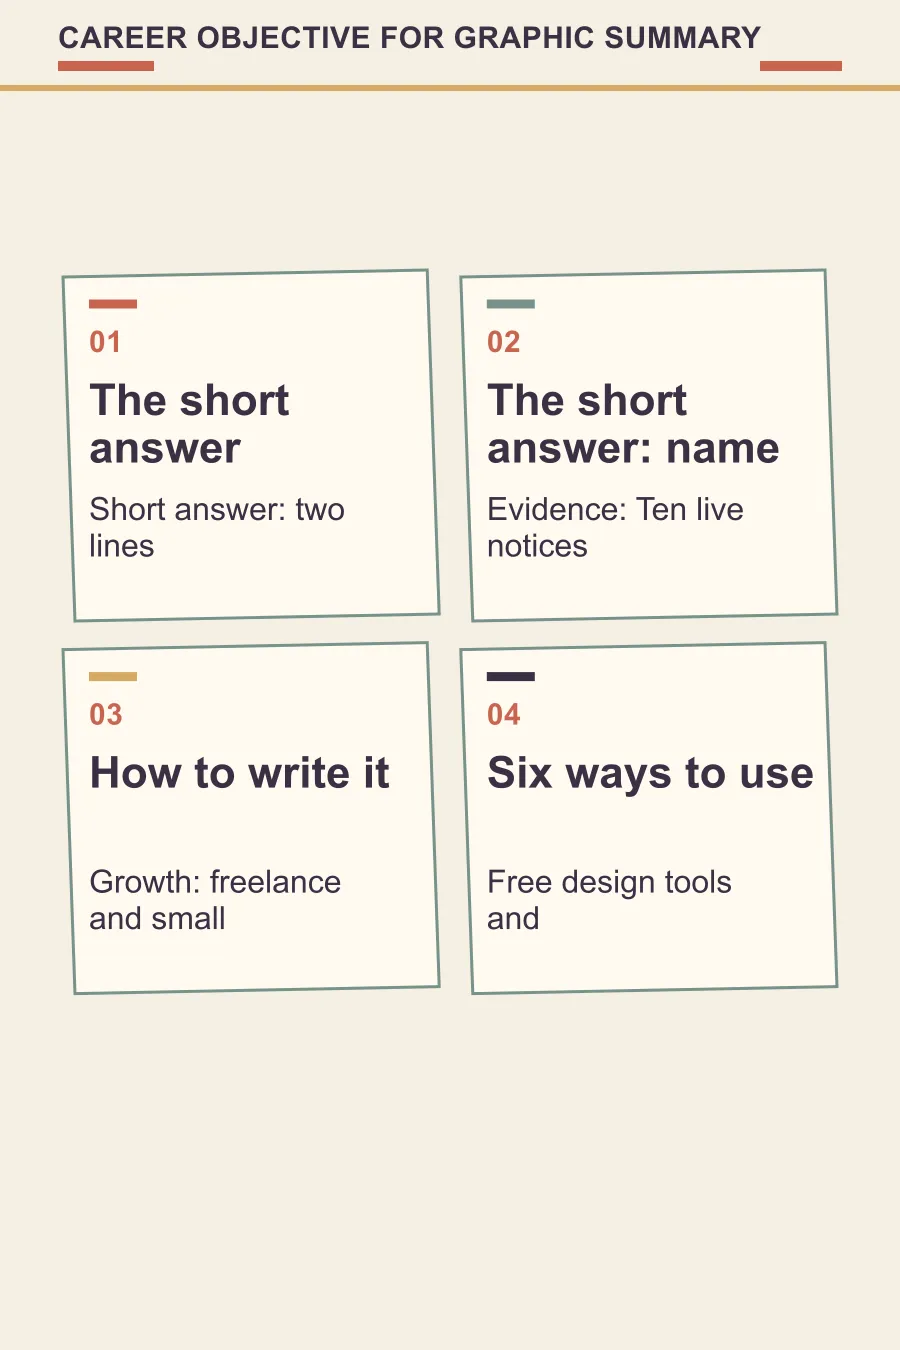 CAREER OBJECTIVE FOR GRAPHIC SUMMARY
01
The short
answer
Short answer: two
lines
02
The short
answer: name
Evidence: Ten live
notices
03
How to write it
Growth: freelance
and small
04
Six ways to use
Free design tools
and